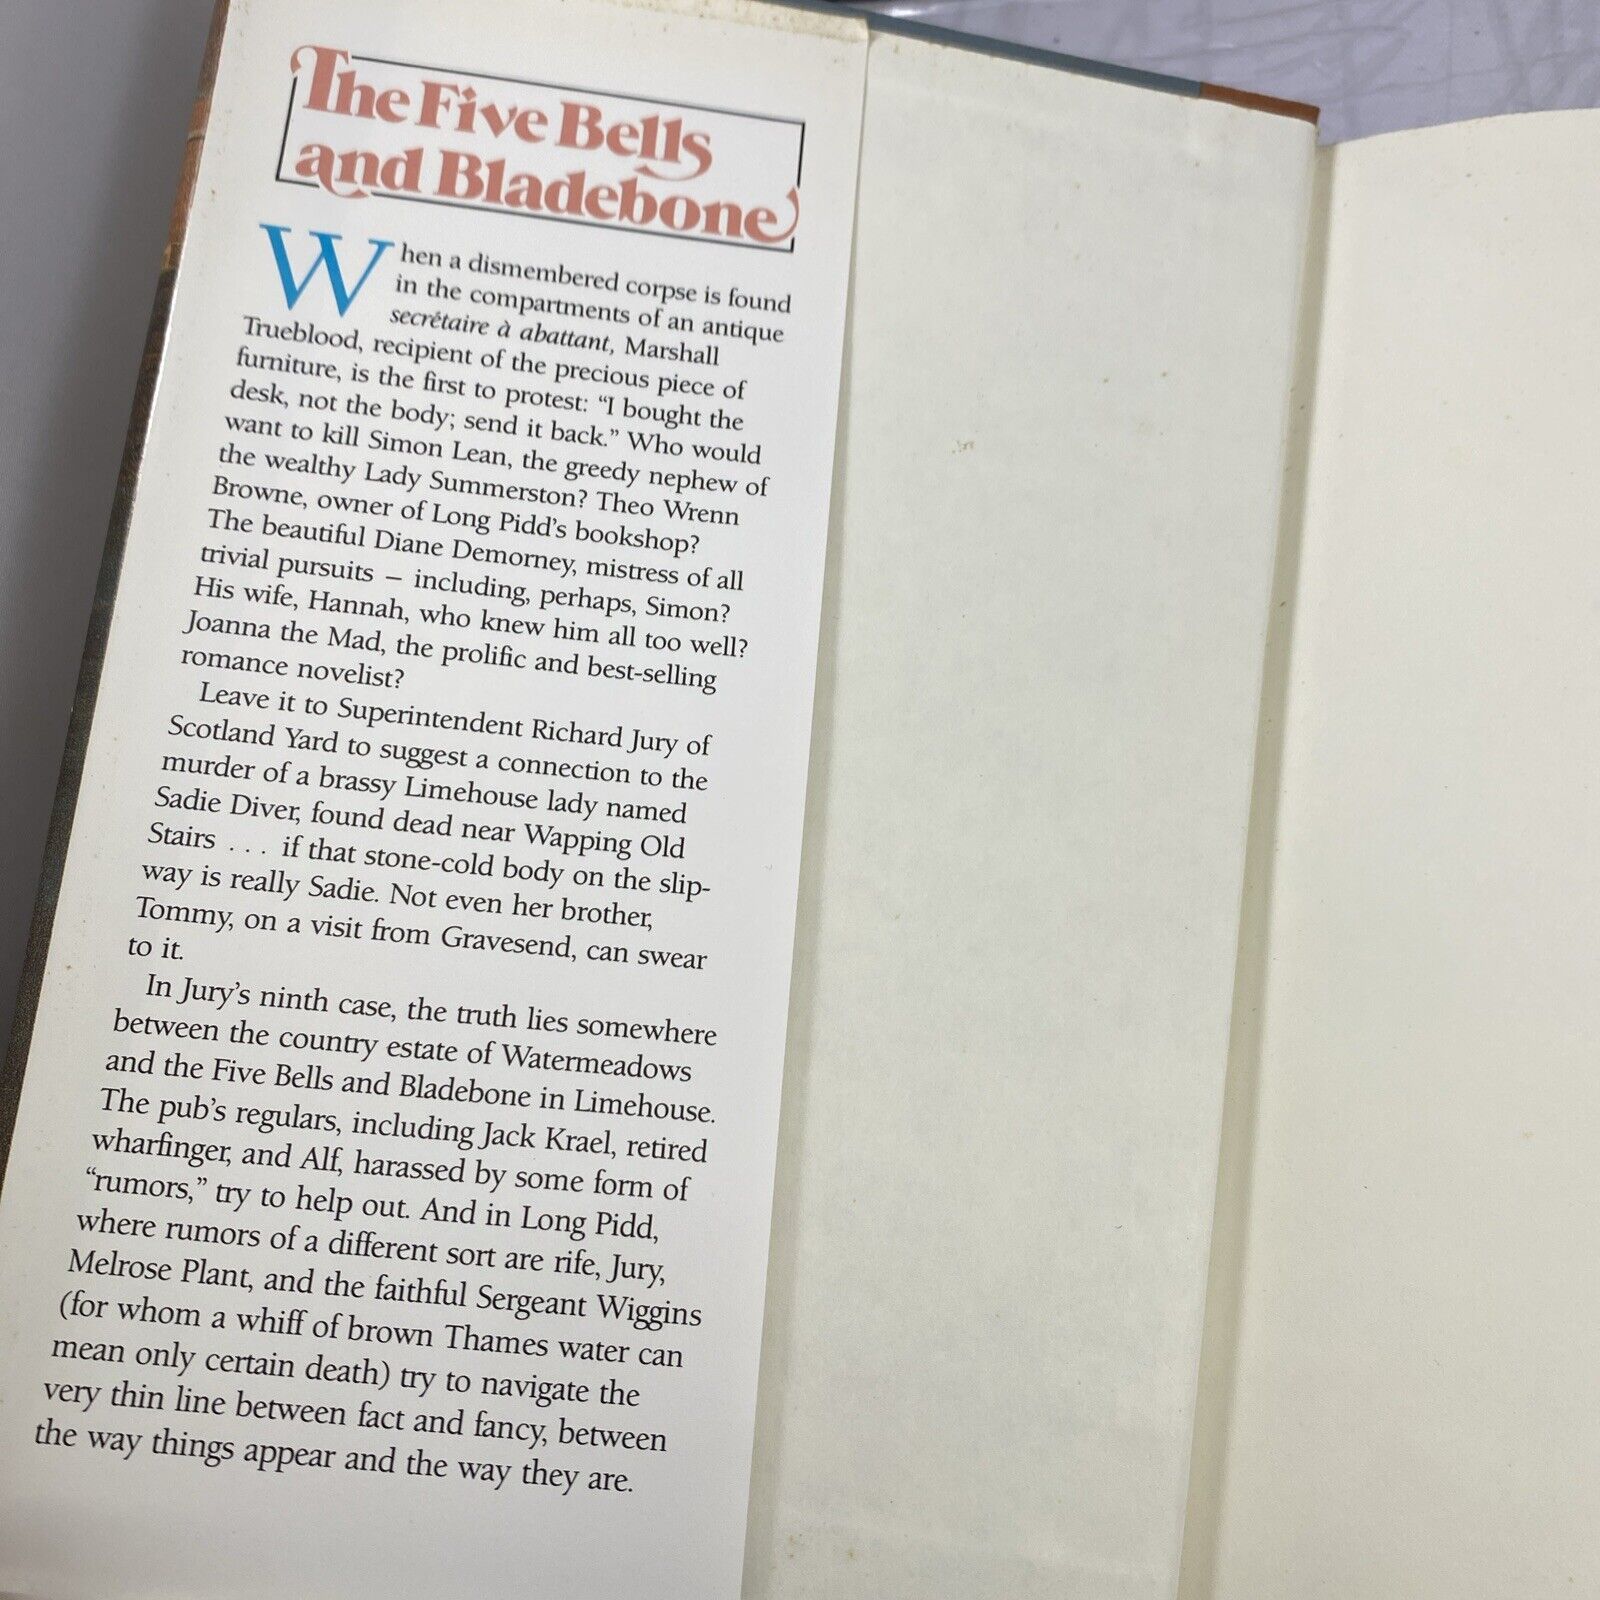 The Five Bells
and Bladebone
When a dismembered corpse is found
in the compartments of an antique
secrétaire à abattant, Marshall
Trueblood, recipient of the precious piece of
furniture, is the first to protest: “I bought the
desk, not the body; send it back.” Who would
want to kill Simon Lean, the greedy nephew of
the wealthy Lady Summerston? Theo Wrenn
Browne, owner of Long Pidd’s bookshop?
The beautiful Diane Demorney, mistress of all
trivial pursuits – including, perhaps, Simon?
His wife, Hannah, who knew him all too well?
Joanna the Mad, the prolific and best-selling
romance novelist?
Leave it to Superintendent Richard Jury of
Scotland Yard to suggest a connection to the
murder of a brassy Limehouse lady named
Sadie Diver, found dead near Wapping Old
Stairs . . . if that stone-cold body on the slip-
way is really Sadie. Not even her brother,
Tommy, on a visit from Gravesend, can swear
to it.
In Jury’s ninth case, the truth lies somewhere
between the country estate of Watermeadows
and the Five Bells and Bladebone in Limehouse.
The pub’s regulars, including Jack Krael, retired
wharfinger, and Alf, harassed by some form of
“rumors,” try to help out. And in Long Pidd,
where rumors of a different sort are rife, Jury,
Melrose Plant, and the faithful Sergeant Wiggins
(for whom a whiff of brown Thames water can
mean only certain death) try to navigate the
very thin line between fact and fancy, between
the way things appear and the way they are.